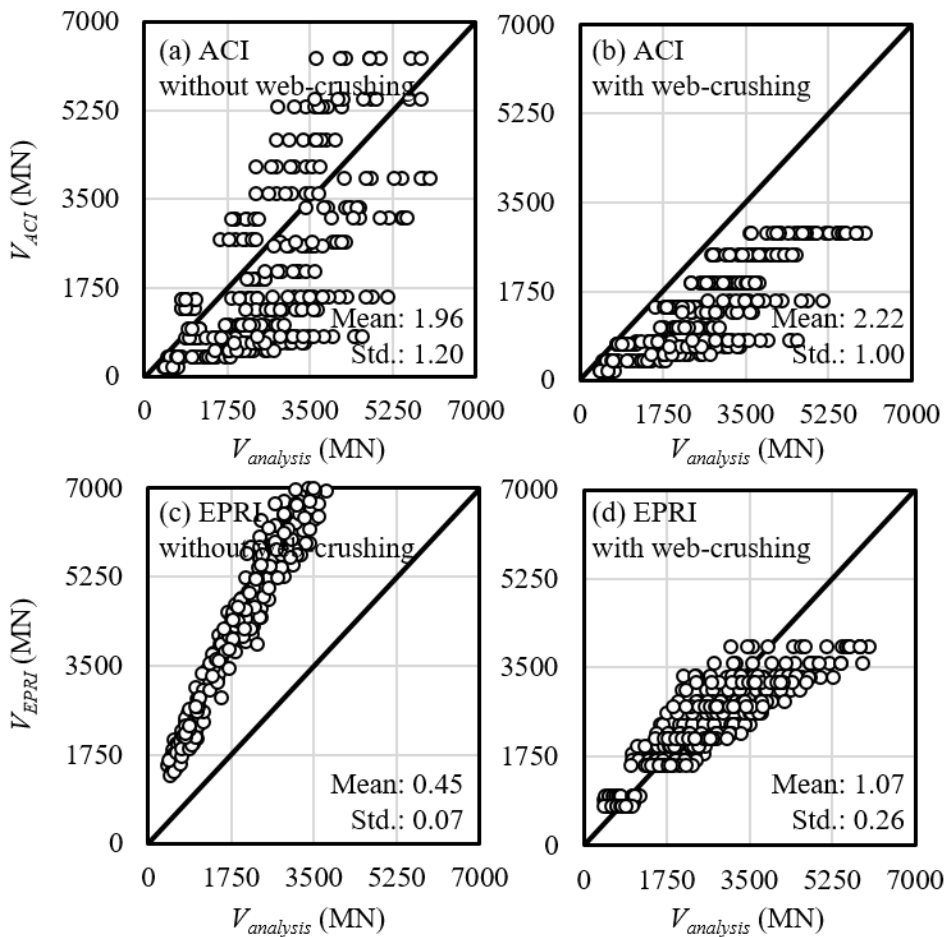 7000
(a) ACI
without web-crushing
5250
V_ACI (MN)
3500
1750
Mean: 1.96
Std.: 1.20
0
0 1750 3500 5250 7000
V_analysis (MN)
7000
(b) ACI
with web-crushing
5250
3500
1750
Mean: 2.22
Std.: 1.00
0
0 1750 3500 5250 7000
V_analysis (MN)
7000
(c) EPRI
without web-crushing
5250
V_EPRI (MN)
3500
1750
Mean: 0.45
Std.: 0.07
0
0 1750 3500 5250 7000
V_analysis (MN)
7000
(d) EPRI
with web-crushing
5250
3500
1750
Mean: 1.07
Std.: 0.26
0
0 1750 3500 5250 7000
V_analysis (MN)